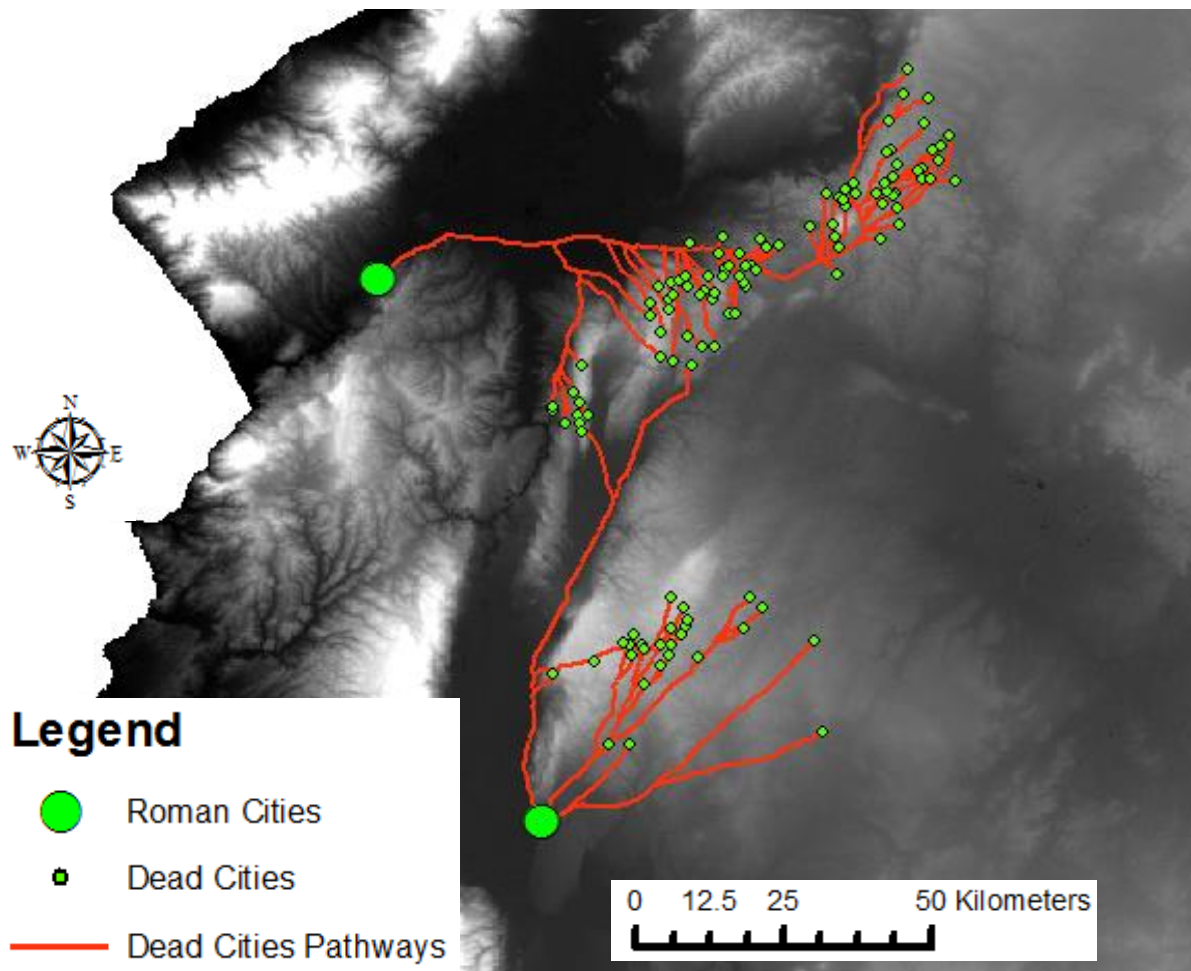 N
W E
S
Legend
Roman Cities
Dead Cities
Dead Cities Pathways
0 12.5 25 50 Kilometers